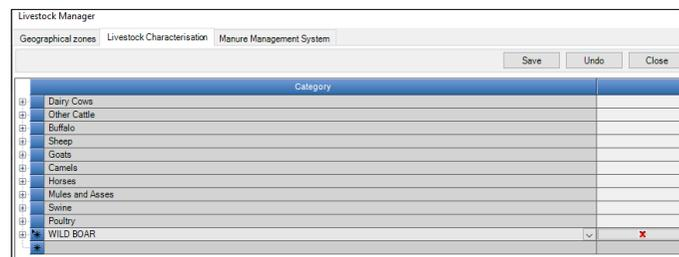 Livestock Manager
Geographical zones Livestock Characterisation Manure Management System
Save Undo Close
Category
Dairy Cows
Other Cattle
Buffalo
Sheep
Goats
Camels
Horses
Mules and Asses
Swine
Poultry
WILD BOAR